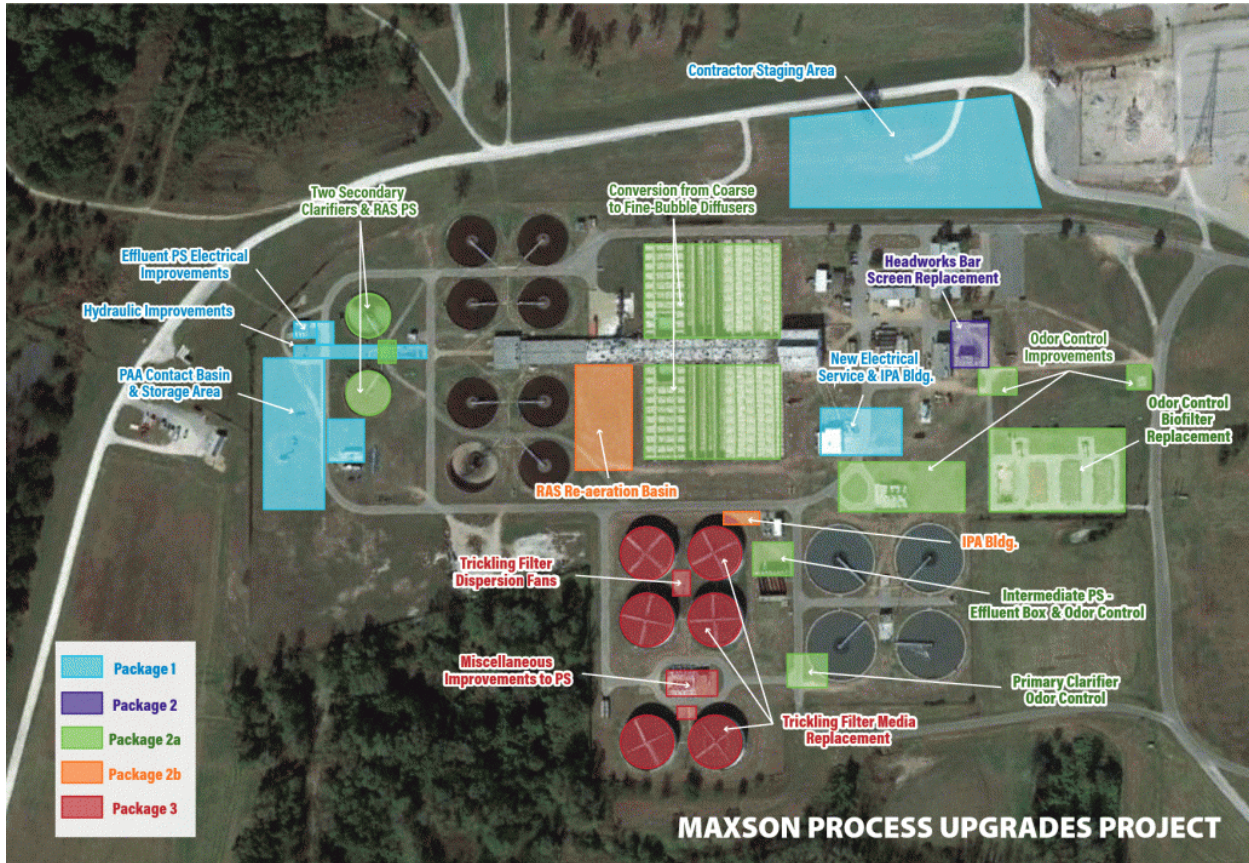 Contractor Staging Area
Two Secondary
Clarifiers & RAS PS
Conversion from Coarse
to Fine-Bubble Diffusers
Effluent PS Electrical
Improvements
Headworks Bar
Screen Replacement
Hydraulic Improvements
Odor Control
Improvements
PAA Contact Basin
& Storage Area
New Electrical
Service & IPA Bldg.
Odor Control
Biofilter
Replacement
RAS Re-aeration Basin
IPA Bldg.
Trickling Filter
Dispersion Fans
Intermediate PS -
Effluent Box & Odor Control
Miscellaneous
Improvements to PS
Primary Clarifier
Odor Control
Trickling Filter Media
Replacement
Package 1
Package 2
Package 2a
Package 2b
Package 3
MAXSON PROCESS UPGRADES PROJECT